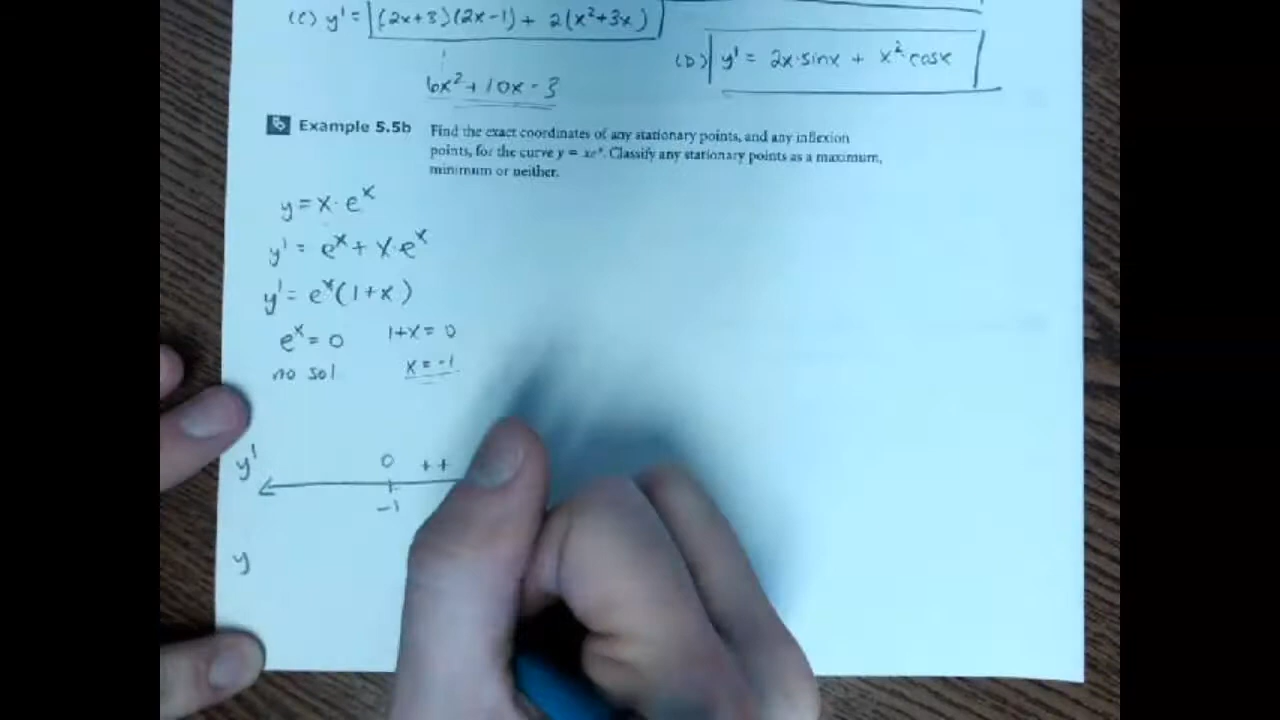 (c) y' = (2x+3)(2x-1) + 2(x²+3x)
6x² + 10x - 3
(D) y' = 2x·sinx + x²·cosx
Example 5.5b
Find the exact coordinates of any stationary points, and any inflexion
points, for the curve y = xeˣ. Classify any stationary points as a maximum,
minimum or neither.
y = x·eˣ
y' = eˣ + x·eˣ
y' = eˣ(1+x)
eˣ = 0 1+x = 0
no sol x = -1
y' 0 ++
-1
y